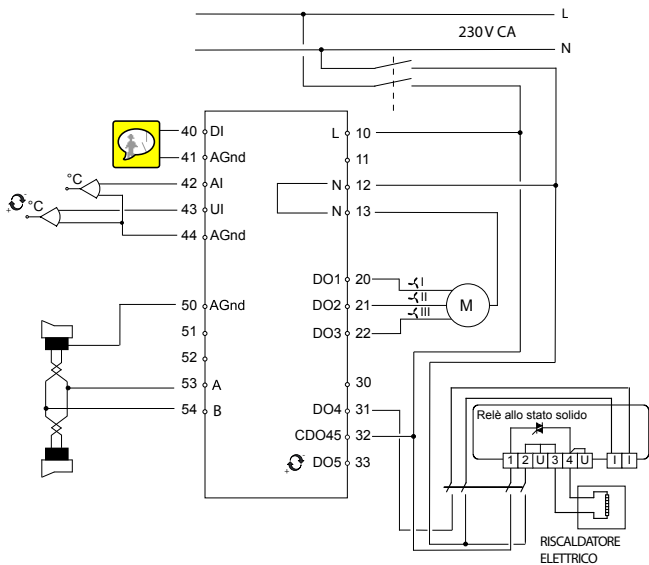 L
230 V CA
N
40 DI
41 AGnd
°C
42 AI
°C
43 UI
44 AGnd
50 AGnd
51
52
53 A
54 B
L 10
11
N 12
N 13
DO1 20
I
DO2 21
II
DO3 22
III
M
30
DO4 31
CDO45 32
DO5 33
Relè allo stato solido
1 2 U 3 4 U I I
RISCALDATORE
ELETTRICO